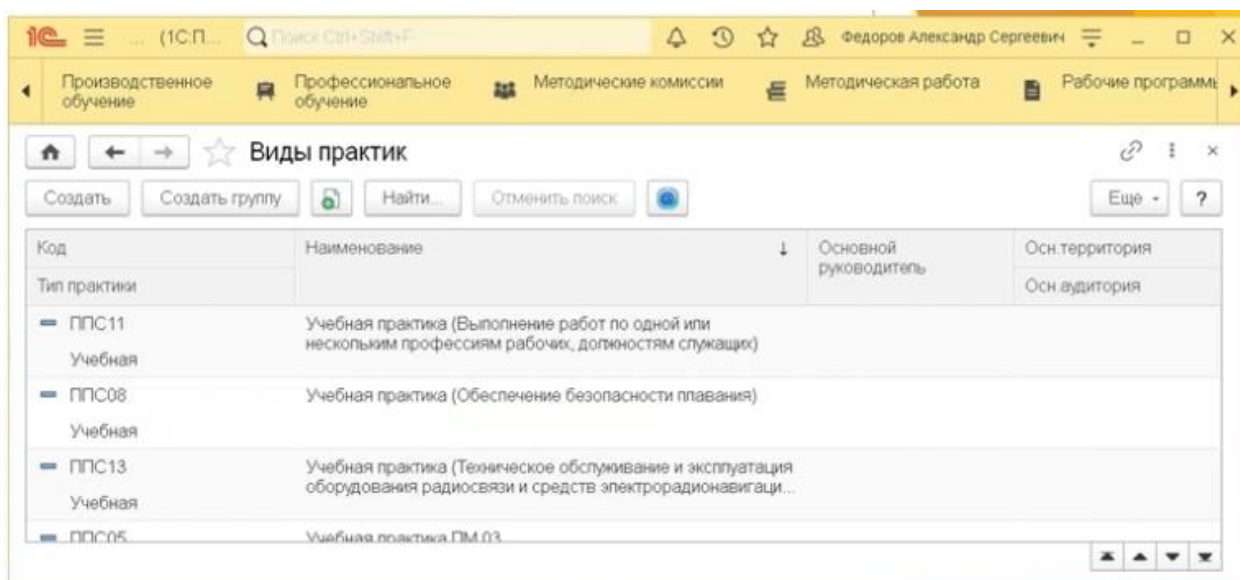 1С ... (1С:П... Поиск Ctrl+Shift+F Федоров Александр Сергеевич
Производственное обучение Профессиональное обучение Методические комиссии Методическая работа Рабочие программы
Виды практик
Создать Создать группу Найти... Отменить поиск Еще ?
Код Наименование ↓ Основной руководитель Осн.территория
Тип практики Осн.аудитория
ППС11 Учебная практика (Выполнение работ по одной или
нескольким профессиям рабочих, должностям служащих)
Учебная
ППС08 Учебная практика (Обеспечение безопасности плавания)
Учебная
ППС13 Учебная практика (Техническое обслуживание и эксплуатация
оборудования радиосвязи и средств электрорадионавигаци...
Учебная
ППС05 Учебная практика ПМ.03